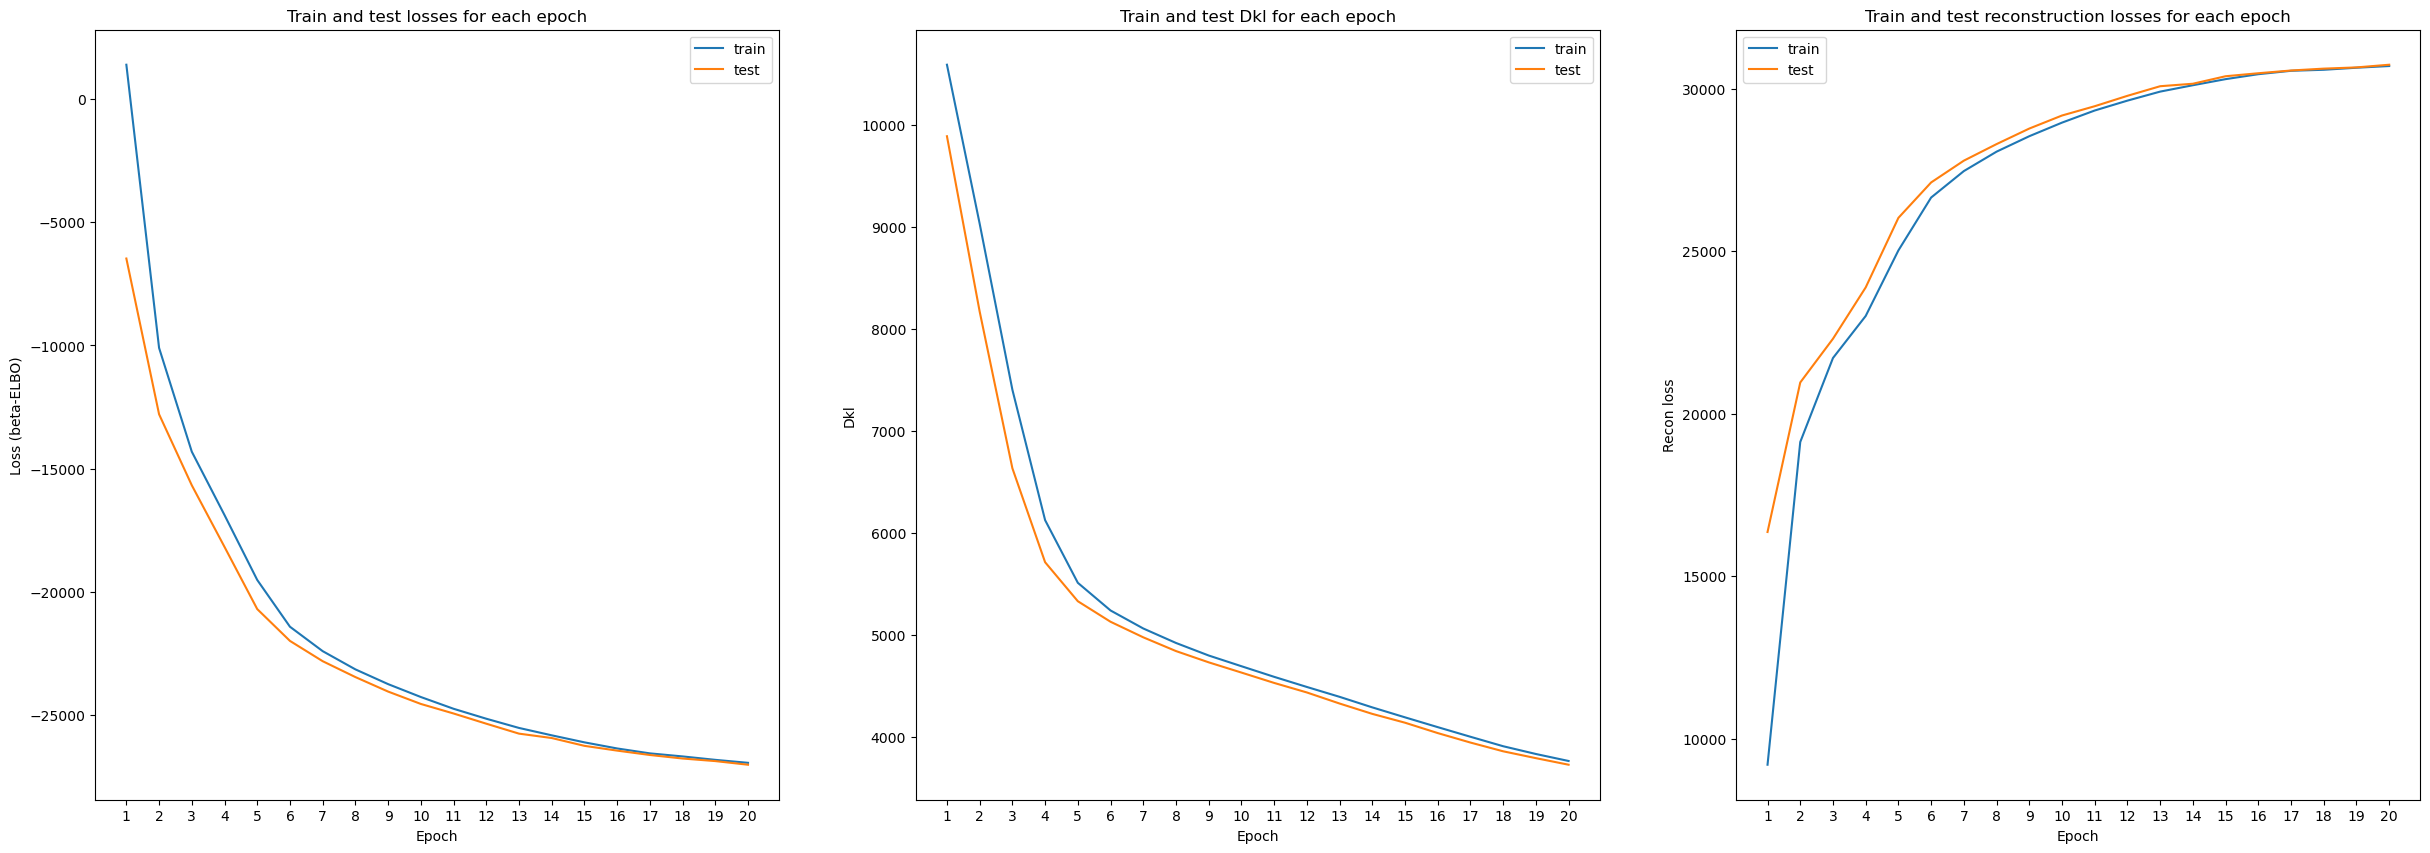 Train and test losses for each epoch
train
test
0
−5000
−10000
−15000
−20000
−25000
Loss (beta-ELBO)
1 2 3 4 5 6 7 8 9 10 11 12 13 14 15 16 17 18 19 20
Epoch
Train and test Dkl for each epoch
train
test
10000
9000
8000
7000
6000
5000
4000
Dkl
1 2 3 4 5 6 7 8 9 10 11 12 13 14 15 16 17 18 19 20
Epoch
Train and test reconstruction losses for each epoch
train
test
30000
25000
20000
15000
10000
Recon loss
1 2 3 4 5 6 7 8 9 10 11 12 13 14 15 16 17 18 19 20
Epoch